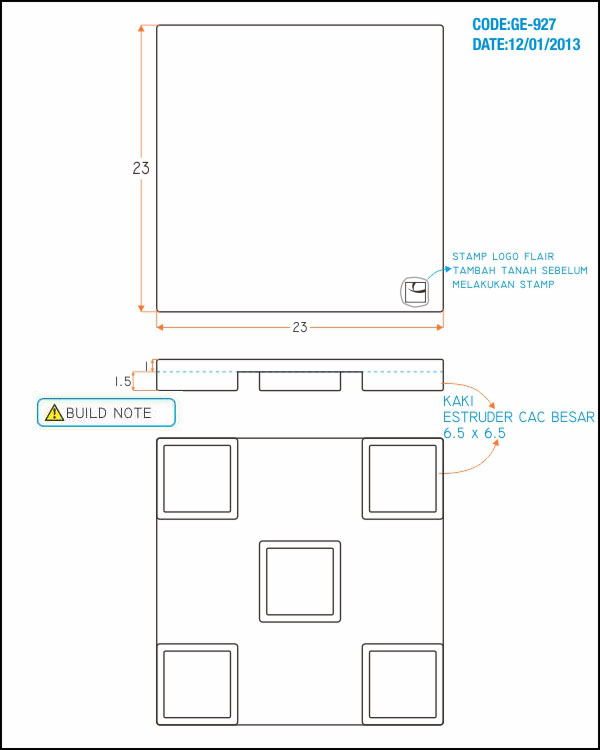 CODE:GE-927
DATE:12/01/2013
23
STAMP LOGO FLAIR
TAMBAH TANAH SEBELUM
MELAKUKAN STAMP
23
1
1.5
KAKI
ESTRUDER CAC BESAR
6.5 x 6.5
BUILD NOTE